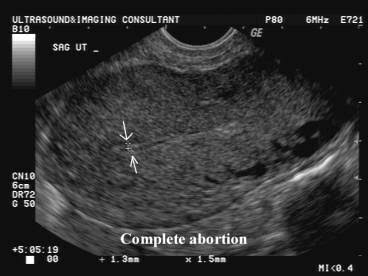 ULTRASOUND&IMAGING CONSULTANT P80 6MHz E721
B10
GE
SAG UT _
CN10
6cm
DR72
G 50
Complete abortion
+5:05:19
00 + 1.3mm × 1.5mm
MI<0.4